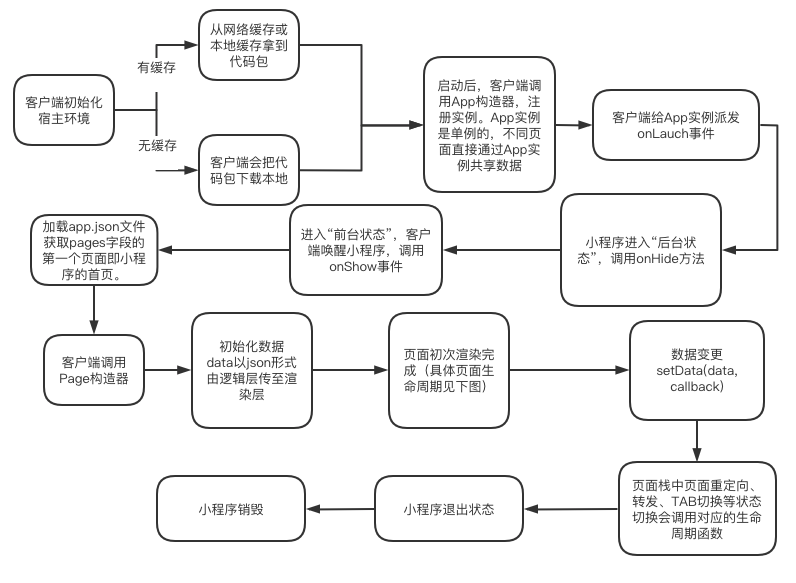 从网络缓存或
本地缓存拿到
代码包
有缓存
客户端初始化
宿主环境
无缓存
客户端会把代
码包下载本地
启动后，客户端调
用App构造器，注
册实例。App实例
是单例的，不同页
面直接通过App实
例共享数据
客户端给App实例派发
onLauch事件
小程序进入“后台状
态”，调用onHide方法
进入“前台状态”，客户
端唤醒小程序，调用
onShow事件
加载app.json文件
获取pages字段的
第一个页面即小程
序的首页。
客户端调用
Page构造器
初始化数据
data以json形式
由逻辑层传至渲
染层
页面初次渲染完
成（具体页面生
命周期见下图）
数据变更
setData(data,
callback)
页面栈中页面重定向、
转发、TAB切换等状态
切换会调用对应的生命
周期函数
小程序退出状态
小程序销毁